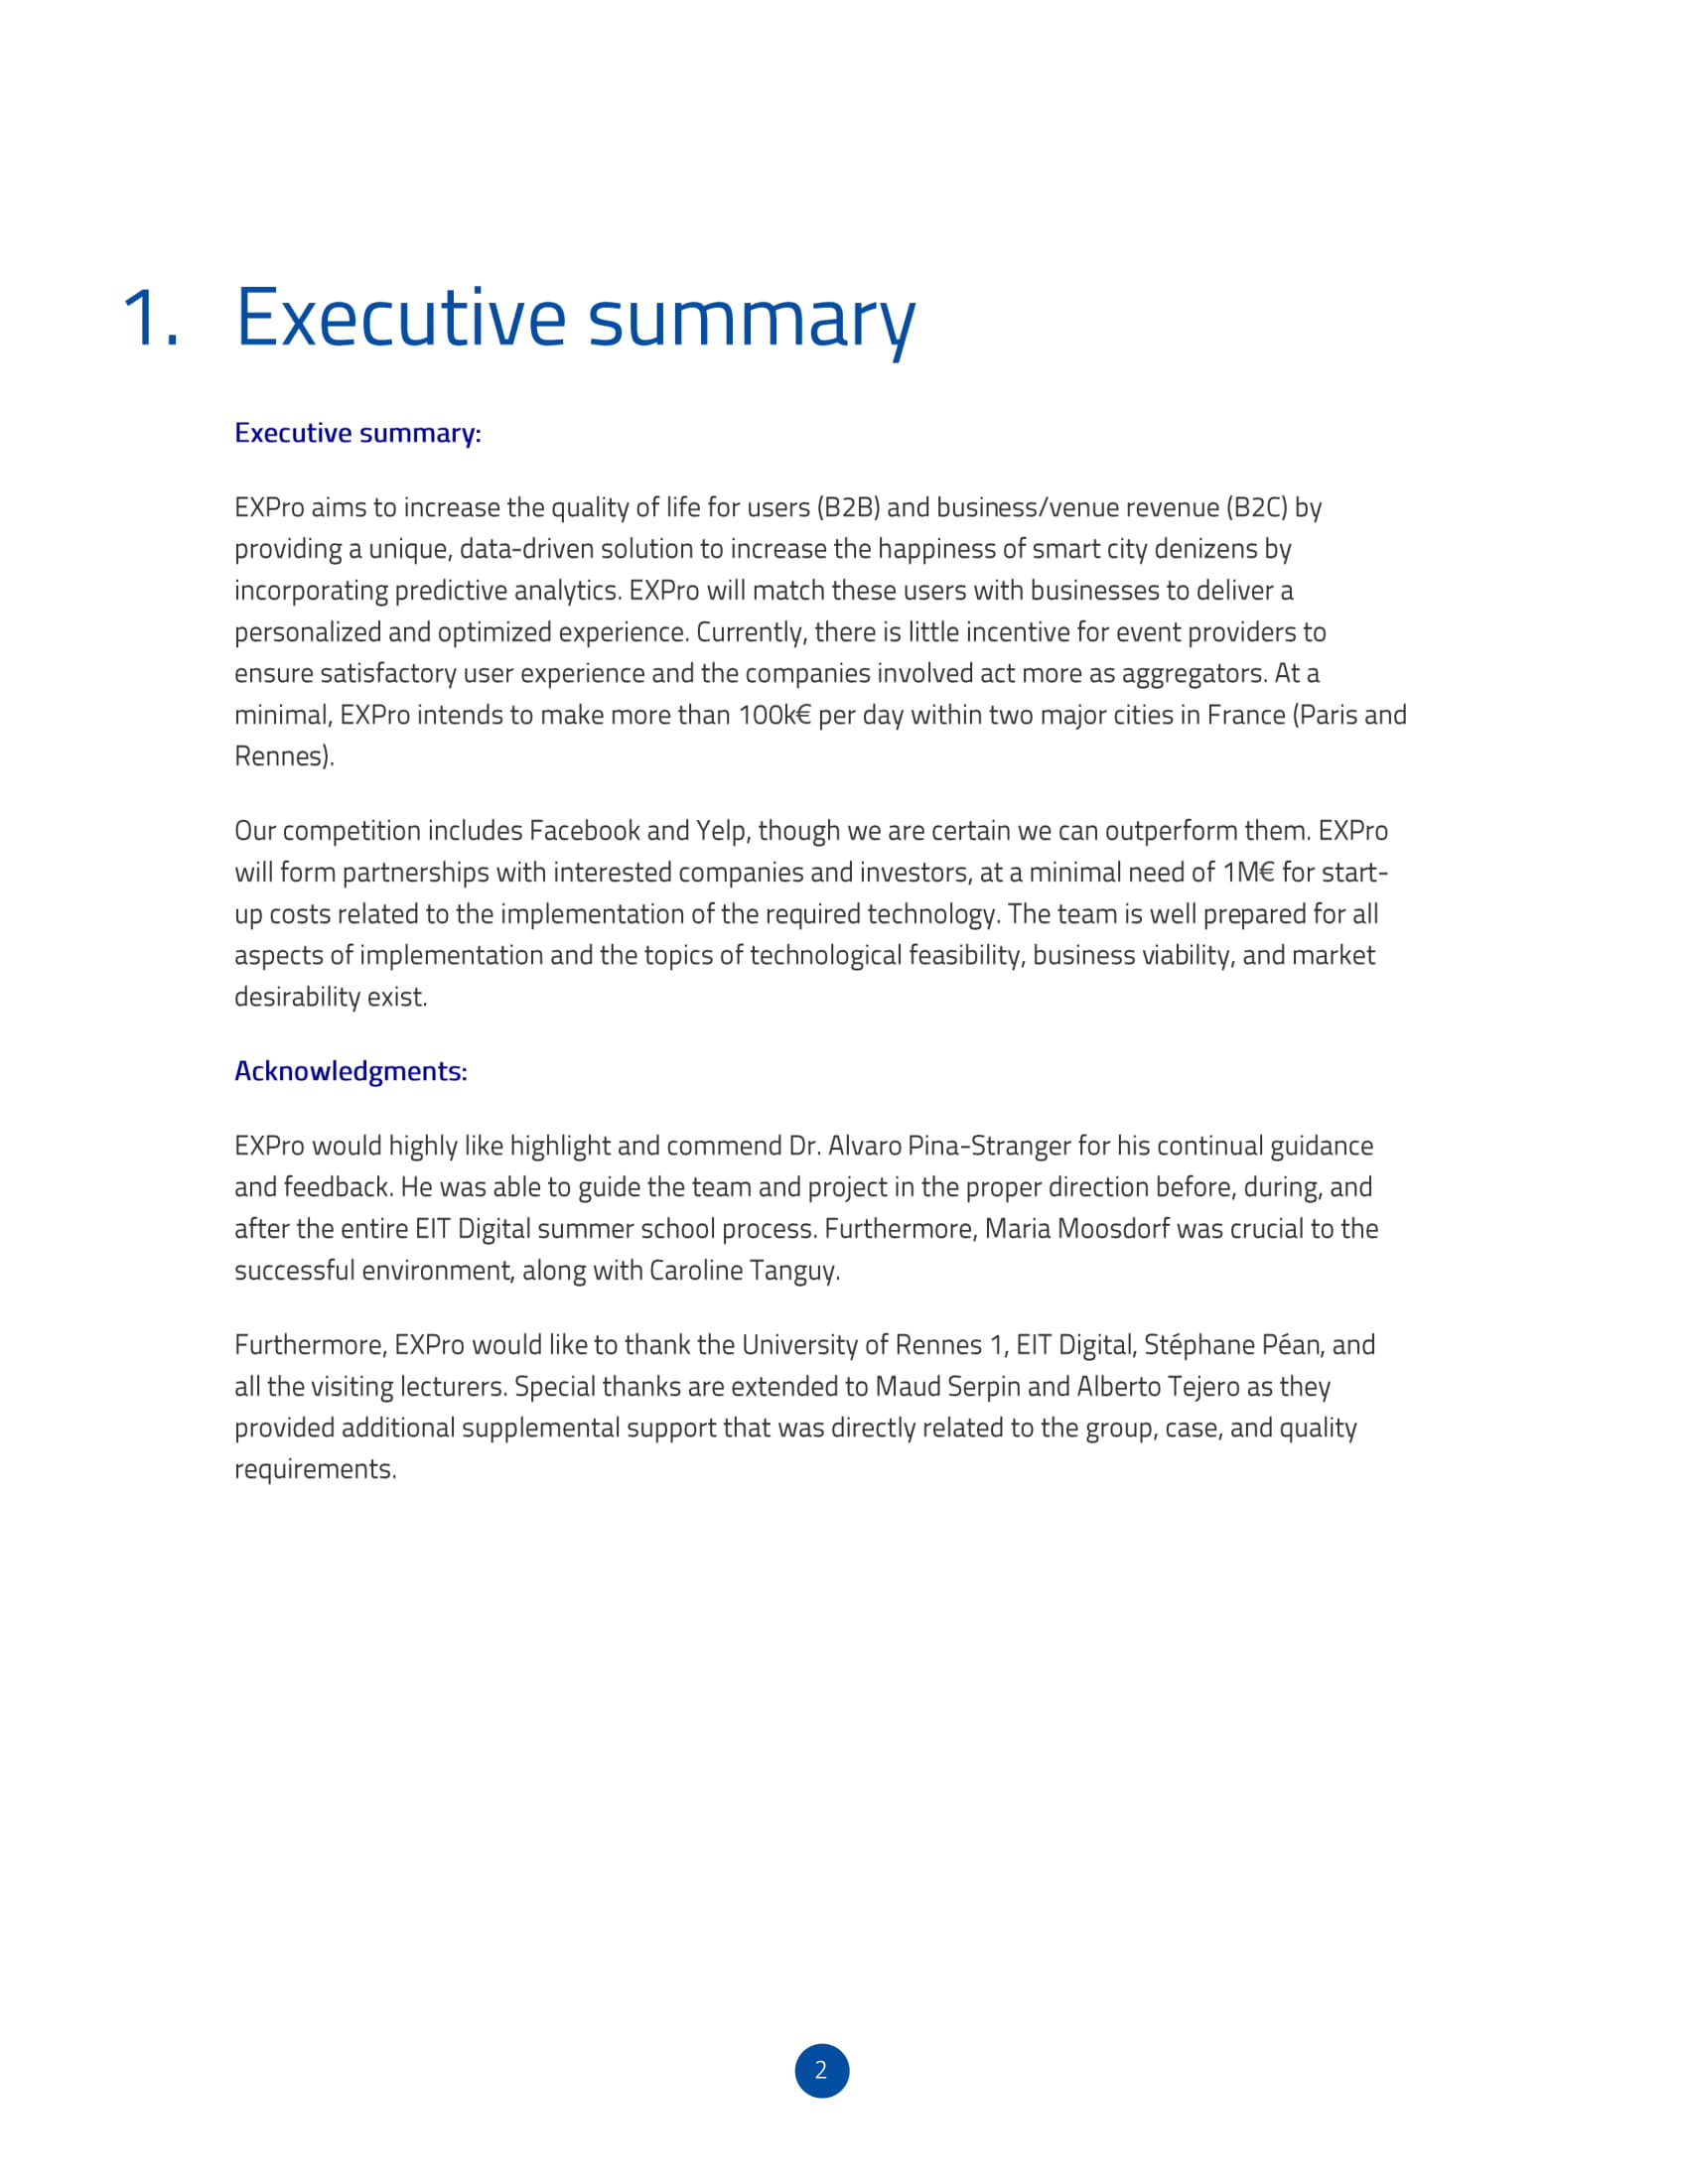 1. Executive summary
Executive summary:
EXPro aims to increase the quality of life for users (B2B) and business/venue revenue (B2C) by
providing a unique, data-driven solution to increase the happiness of smart city denizens by
incorporating predictive analytics. EXPro will match these users with businesses to deliver a
personalized and optimized experience. Currently, there is little incentive for event providers to
ensure satisfactory user experience and the companies involved act more as aggregators. At a
minimal, EXPro intends to make more than 100k€ per day within two major cities in France (Paris and
Rennes).
Our competition includes Facebook and Yelp, though we are certain we can outperform them. EXPro
will form partnerships with interested companies and investors, at a minimal need of 1M€ for start-
up costs related to the implementation of the required technology. The team is well prepared for all
aspects of implementation and the topics of technological feasibility, business viability, and market
desirability exist.
Acknowledgments:
EXPro would highly like highlight and commend Dr. Alvaro Pina-Stranger for his continual guidance
and feedback. He was able to guide the team and project in the proper direction before, during, and
after the entire EIT Digital summer school process. Furthermore, Maria Moosdorf was crucial to the
successful environment, along with Caroline Tanguy.
Furthermore, EXPro would like to thank the University of Rennes 1, EIT Digital, Stéphane Péan, and
all the visiting lecturers. Special thanks are extended to Maud Serpin and Alberto Tejero as they
provided additional supplemental support that was directly related to the group, case, and quality
requirements.
2